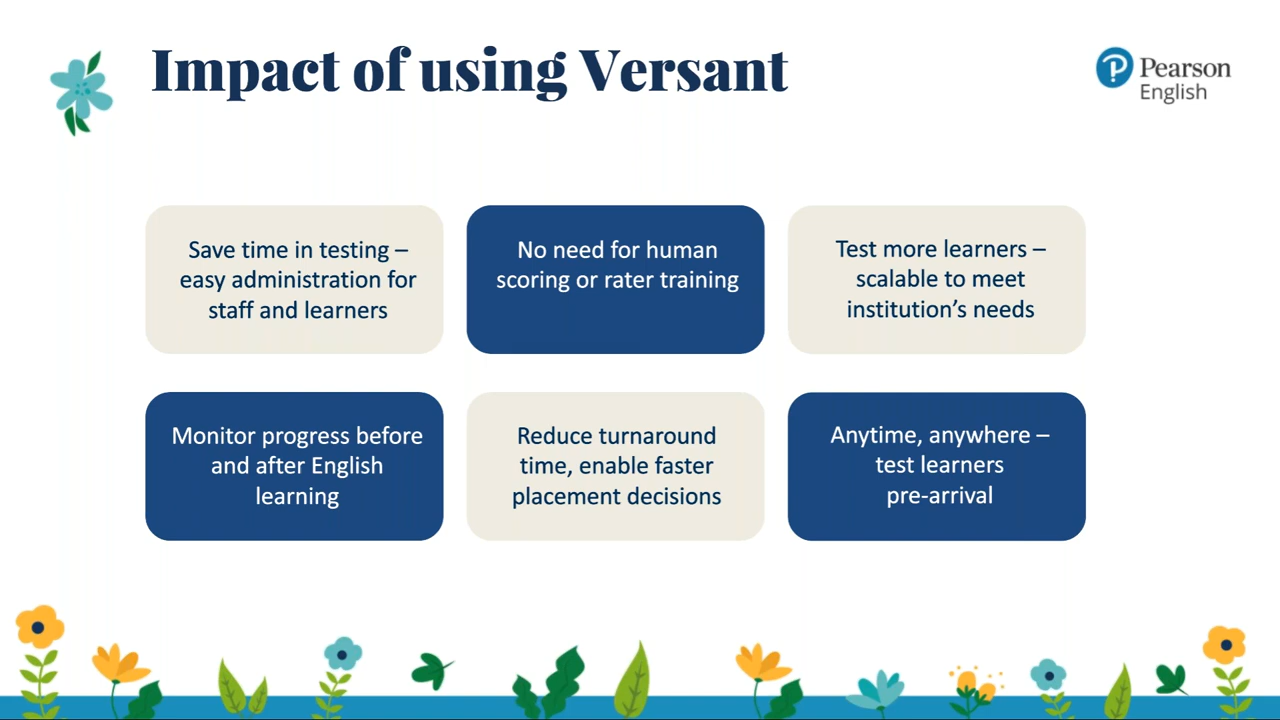 Impact of using Versant
Pearson
English
Save time in testing –
easy administration for
staff and learners
No need for human
scoring or rater training
Test more learners –
scalable to meet
institution’s needs
Monitor progress before
and after English
learning
Reduce turnaround
time, enable faster
placement decisions
Anytime, anywhere –
test learners
pre-arrival